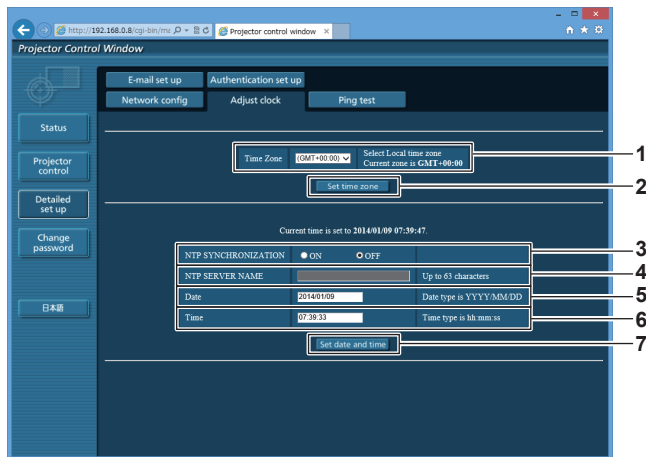 http://192.168.0.8/cgi-bin/ma
Projector control window
Projector Control Window
E-mail set up
Authentication set up
Network config
Adjust clock
Ping test
Status
Projector
control
Detailed
set up
Change
password
日本語
Time Zone
(GMT+00:00)
Select Local time zone
Current zone is GMT+00:00
1
Set time zone
2
Current time is set to 2014/01/09 07:39:47.
NTP SYNCHRONIZATION
ON
OFF
3
NTP SERVER NAME
Up to 63 characters
4
Date
2014/01/09
Date type is YYYY/MM/DD
5
Time
07:39:33
Time type is hh:mm:ss
6
Set date and time
7